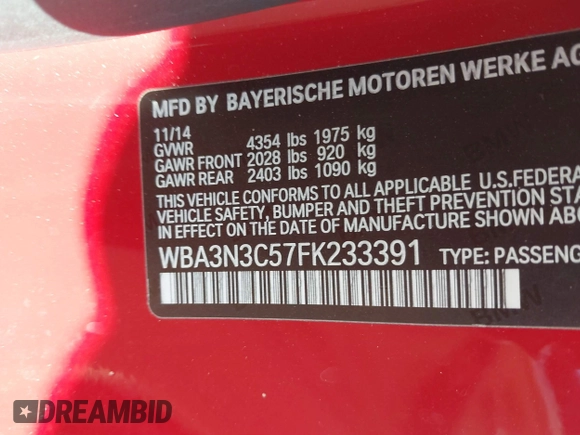 MFD BY BAYERISCHE MOTOREN WERKE AG
11/14
GVWR 4354 lbs 1975 kg
GAWR FRONT 2028 lbs 920 kg
GAWR REAR 2403 lbs 1090 kg
THIS VEHICLE CONFORMS TO ALL APPLICABLE U.S.FEDERA
VEHICLE SAFETY, BUMPER AND THEFT PREVENTION STA
IN EFFECT ON THE DATE OF MANUFACTURE SHOWN ABO
WBA3N3C57FK233391 TYPE: PASSENG
DREAMBID